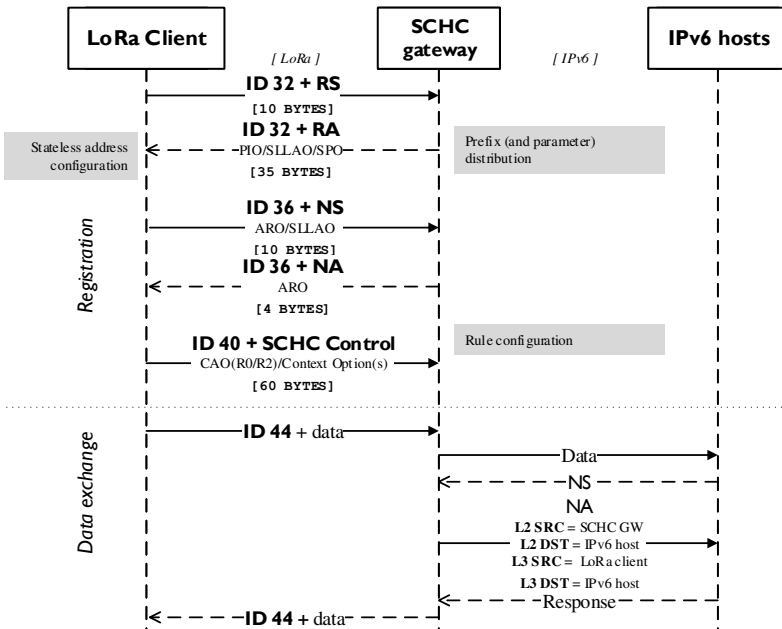 LoRa Client
SCHC
gateway
IPv6 hosts
[ LoRa ]
[ IPv6 ]
ID 32 + RS
[10 BYTES]
ID 32 + RA
PIO/SLLAO/SPO
[35 BYTES]
Stateless address
configuration
Prefix (and parameter)
distribution
Registration
ID 36 + NS
ARO/SLLAO
[10 BYTES]
ID 36 + NA
ARO
[4 BYTES]
ID 40 + SCHC Control
CAO(R0/R2)/Context Option(s)
[60 BYTES]
Rule configuration
Data exchange
ID 44 + data
Data
NS
NA
L2 SRC = SCHC GW
L2 DST = IPv6 host
L3 SRC = LoRa client
L3 DST = IPv6 host
Response
ID 44 + data